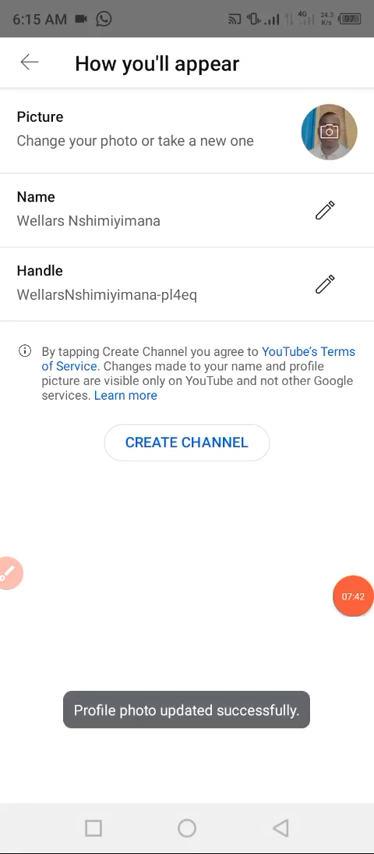 6:15 AM 4G 24.3 K/s
How you'll appear
Picture
Change your photo or take a new one
Name
Wellars Nshimiyimana
Handle
WellarsNshimiyimana-pl4eq
By tapping Create Channel you agree to YouTube's Terms
of Service. Changes made to your name and profile
picture are visible only on YouTube and not other Google
services. Learn more
CREATE CHANNEL
07:42
Profile photo updated successfully.